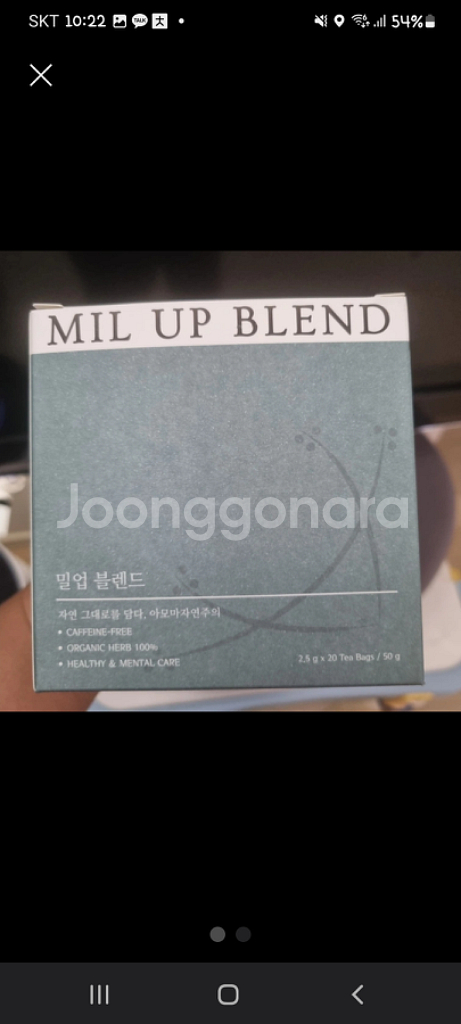 SKT 10:22
54%
MIL UP BLEND
Joonggonara
밀업 블렌드
자연 그대로를 담다. 아모마자연주의
• CAFFEINE-FREE
• ORGANIC HERB 100%
• HEALTHY & MENTAL CARE
2.5 g x 20 Tea Bags / 50 g